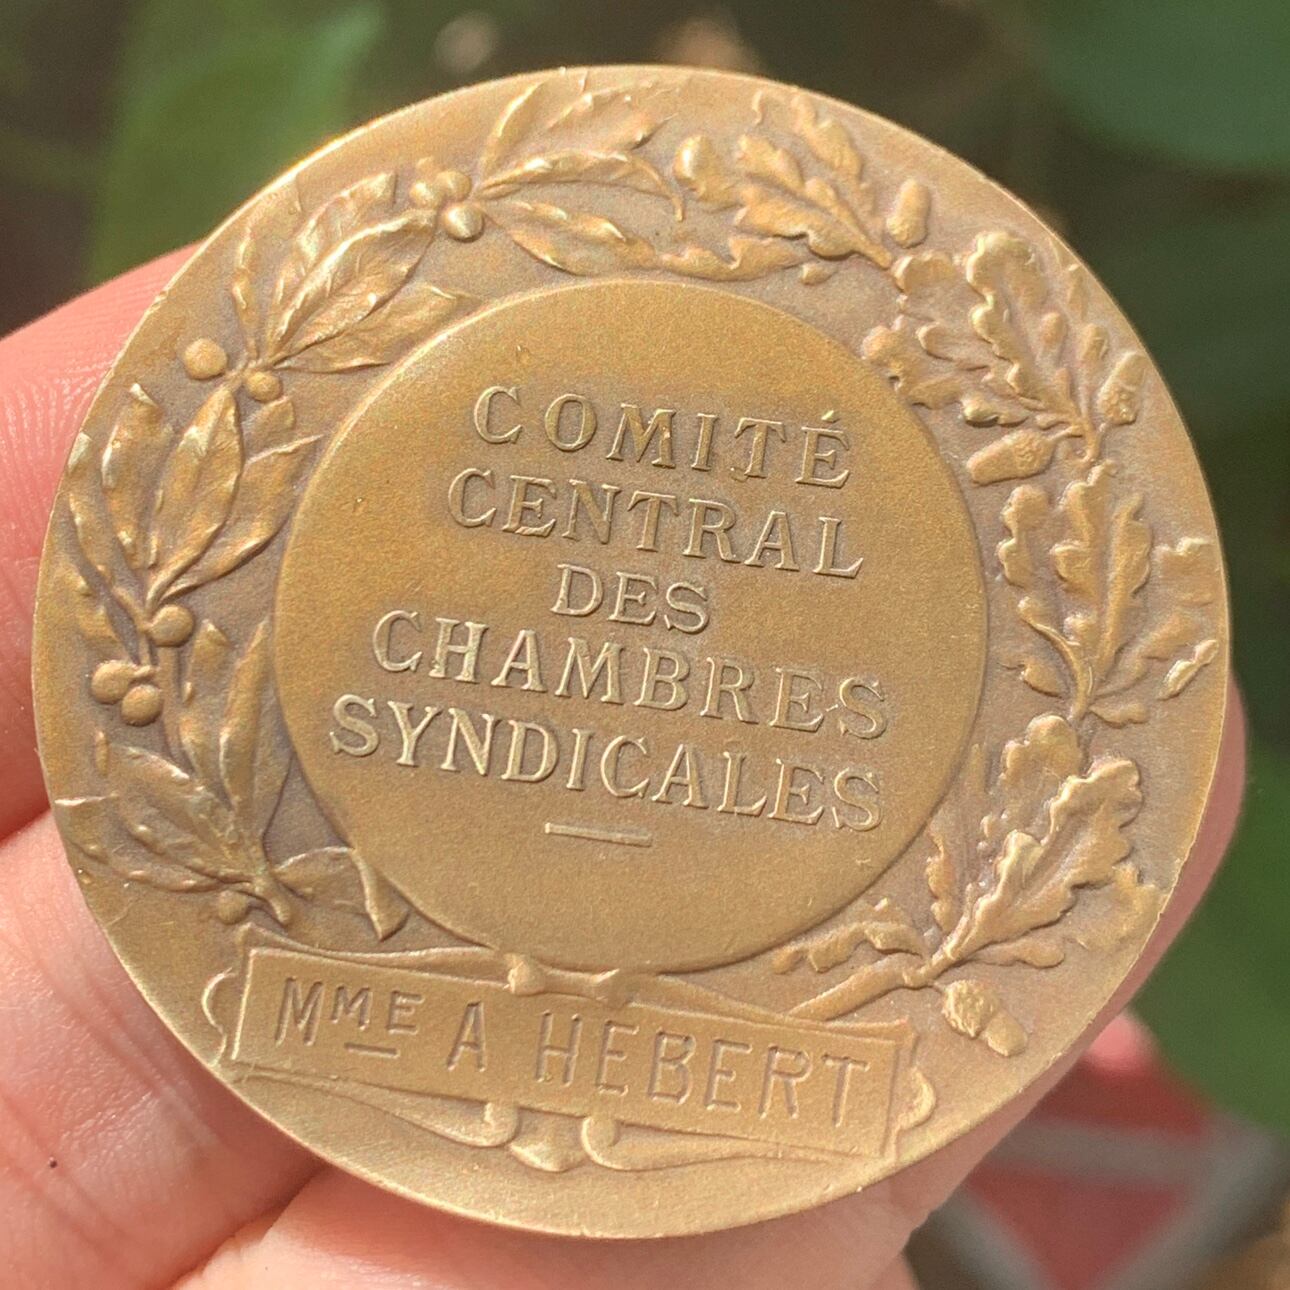 COMITÉ
CENTRAL
DES
CHAMBRES
SYNDICALES
MME A HEBERT